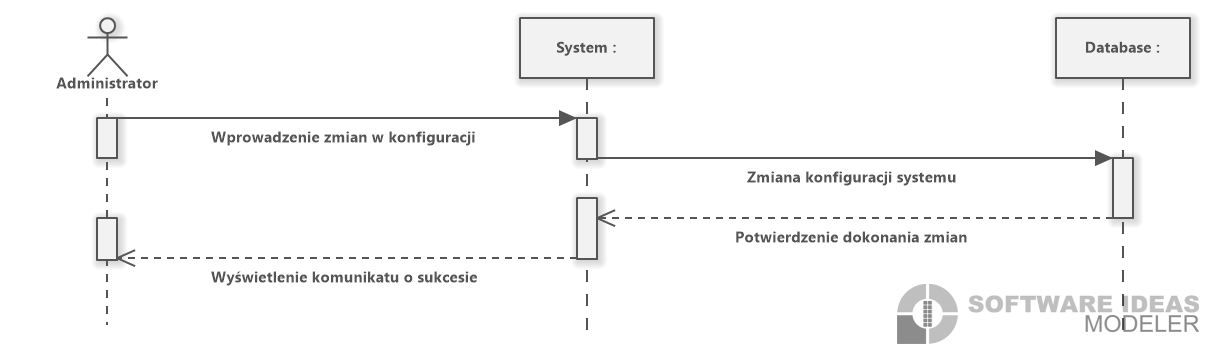 System :
Database :
Administrator
Wprowadzenie zmian w konfiguracji
Zmiana konfiguracji systemu
Potwierdzenie dokonania zmian
Wyświetlenie komunikatu o sukcesie
SOFTWARE IDEAS
MODELER